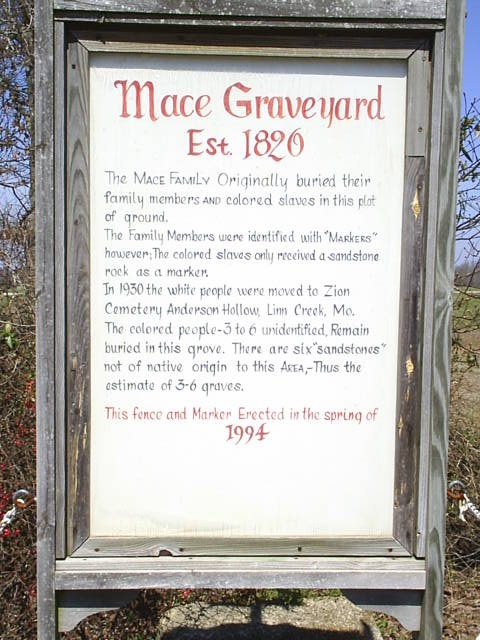 Mace Graveyard
Est. 1820
The MACE FAMILY Originally buried their
family members AND colored slaves in this plot
of ground.
The Family Members were identified with "MARKERS"
however; The colored slaves only received a sandstone
rock as a marker.
In 1930 the white people were moved to Zion
Cemetery Anderson Hollow, Linn Creek, Mo.
The colored people-3 to 6 unidentified, Remain
buried in this grove. There are six "sandstones"
not of native origin to this AREA,-Thus the
estimate of 3-6 graves.
This fence and Marker Erected in the spring of
1994